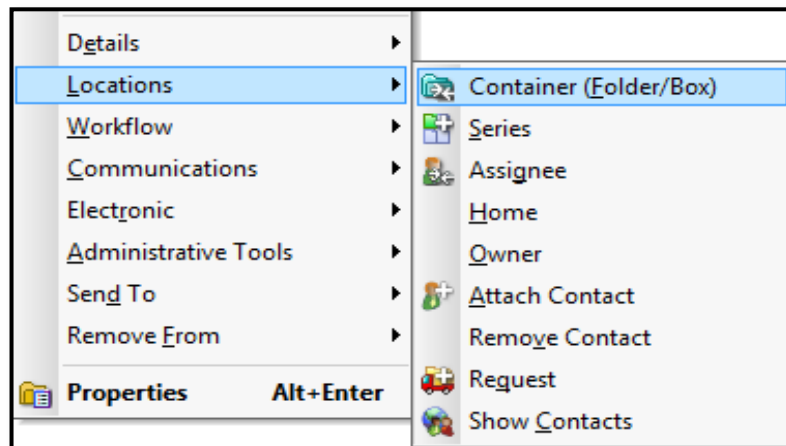 Details
Locations
Workflow
Communications
Electronic
Administrative Tools
Send To
Remove From
Properties Alt+Enter
Container (Folder/Box)
Series
Assignee
Home
Owner
Attach Contact
Remove Contact
Request
Show Contacts